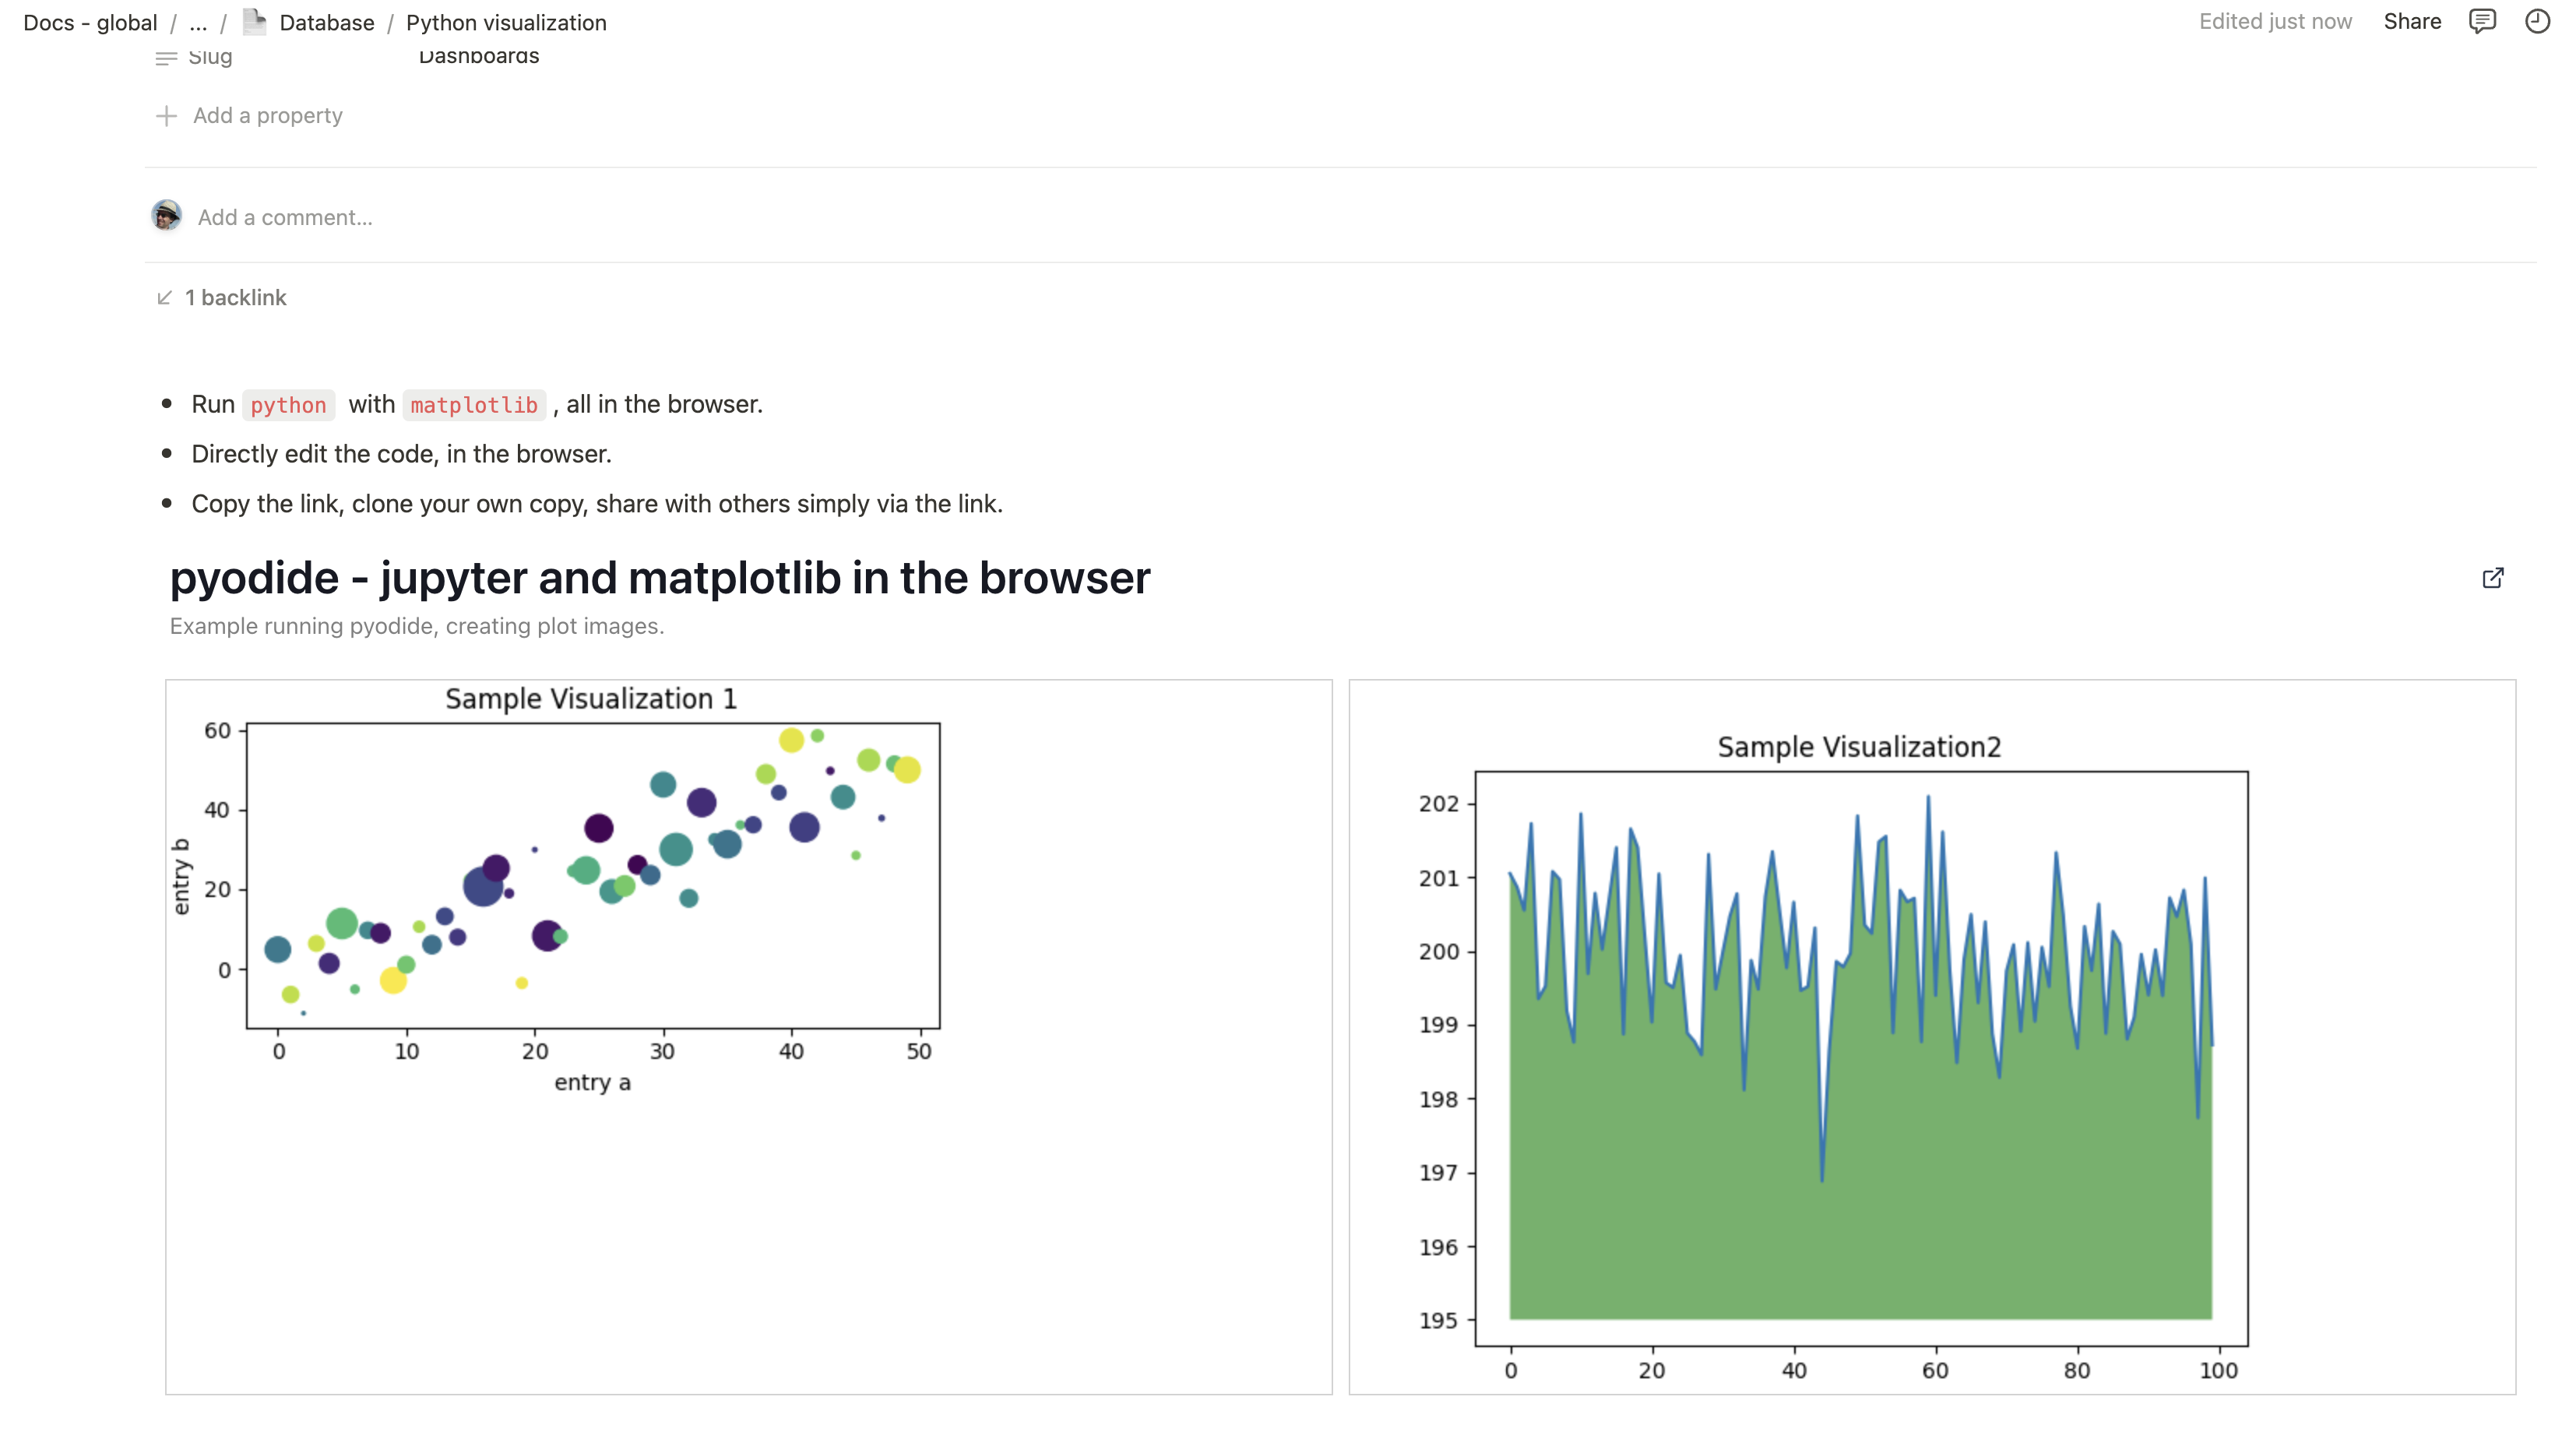 Docs - global / ... / Database / Python visualization
Edited just now Share
Slug Dashboards
Add a property
Add a comment...
1 backlink
• Run python with matplotlib , all in the browser.
• Directly edit the code, in the browser.
• Copy the link, clone your own copy, share with others simply via the link.
pyodide - jupyter and matplotlib in the browser
Example running pyodide, creating plot images.
Sample Visualization 1
60
40
20
0
entry b
0 10 20 30 40 50
entry a
Sample Visualization2
202
201
200
199
198
197
196
195
0 20 40 60 80 100